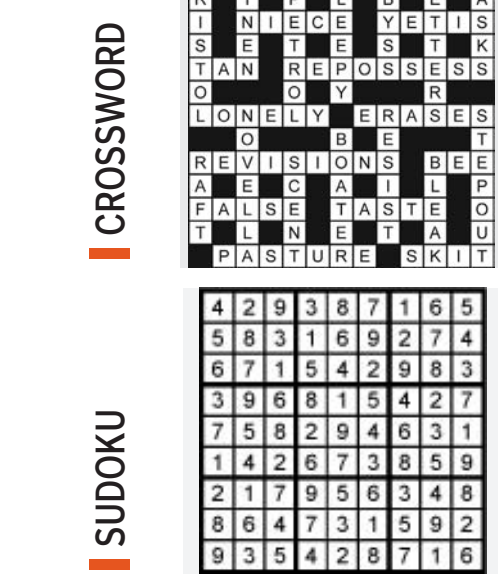 CROSSWORD
I NIECE YETIS
S E T E S T K
TAN REPOSSESS
O O Y R
LONELY ERASES
O B E T
REVISIONS BEE
A E C A I L P
FALSE TASTE O
T L N E T A U
PASTURE SKIT
SUDOKU
4 2 9 3 8 7 1 6 5
5 8 3 1 6 9 2 7 4
6 7 1 5 4 2 9 8 3
3 9 6 8 1 5 4 2 7
7 5 8 2 9 4 6 3 1
1 4 2 6 7 3 8 5 9
2 1 7 9 5 6 3 4 8
8 6 4 7 3 1 5 9 2
9 3 5 4 2 8 7 1 6